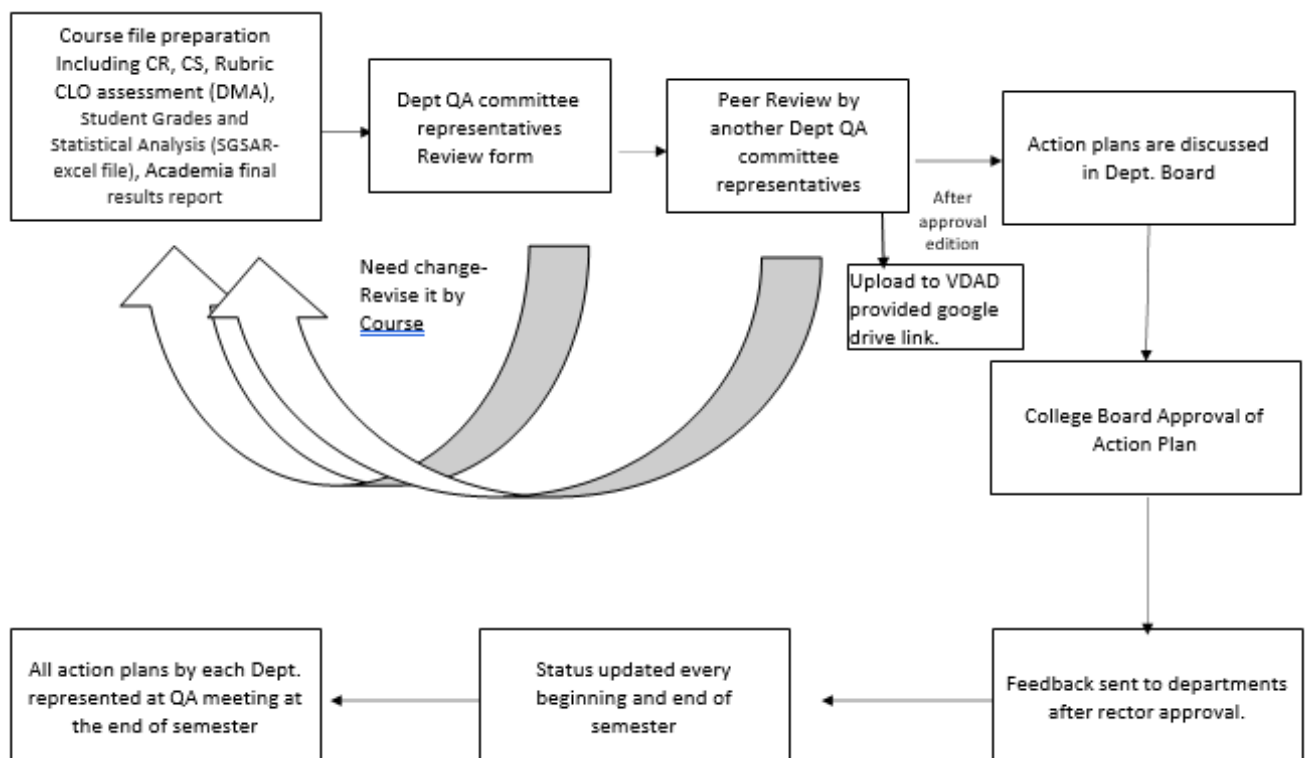 Course file preparation
Including CR, CS, Rubric
CLO assessment (DMA),
Student Grades and
Statistical Analysis (SGSAR-
excel file), Academia final
results report
Dept QA committee
representatives
Review form
Peer Review by
another Dept QA
committee
representatives
Action plans are discussed
in Dept. Board
After
approval
edition
Need change-
Revise it by
Course
Upload to VDAD
provided google
drive link.
College Board Approval of
Action Plan
All action plans by each Dept.
represented at QA meeting at
the end of semester
Status updated every
beginning and end of
semester
Feedback sent to departments
after rector approval.